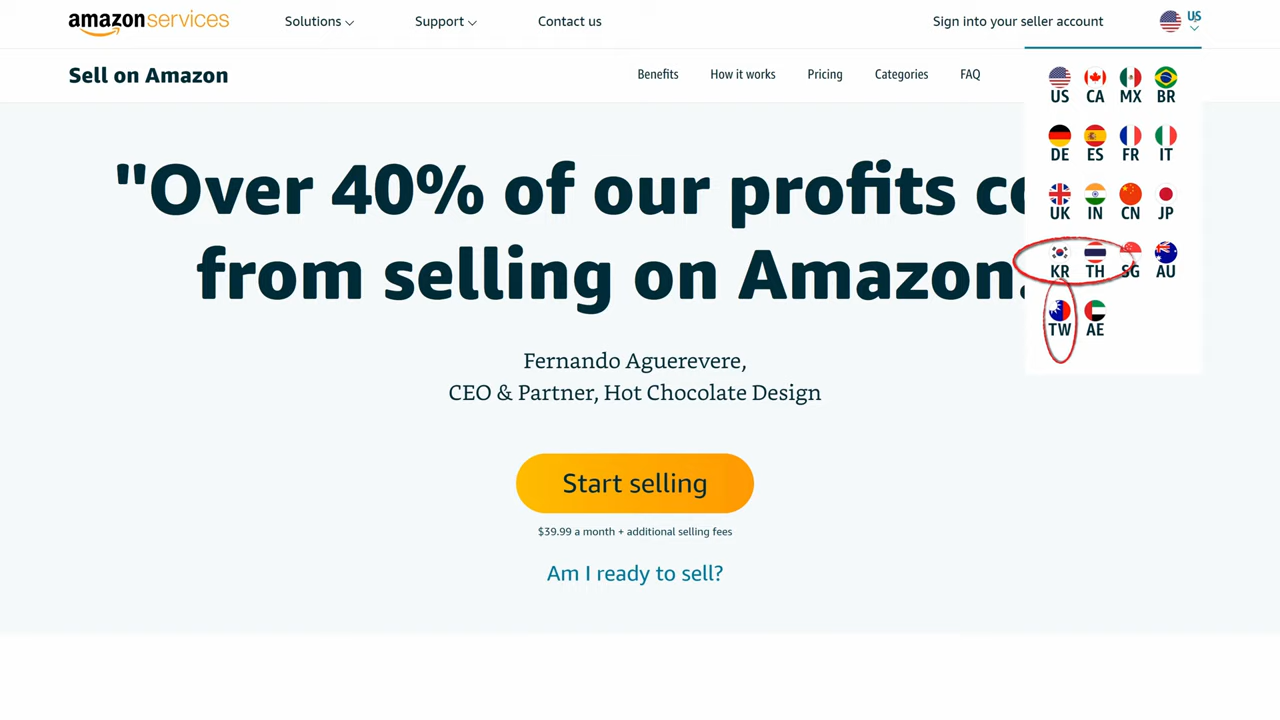 amazonservices
Solutions
Support
Contact us
Sign into your seller account
US
Sell on Amazon
Benefits
How it works
Pricing
Categories
FAQ
US CA MX BR
DE ES FR IT
UK IN CN JP
KR TH SG AU
TW AE
"Over 40% of our profits co
from selling on Amazon.
Fernando Aguerevere,
CEO & Partner, Hot Chocolate Design
Start selling
$39.99 a month + additional selling fees
Am I ready to sell?